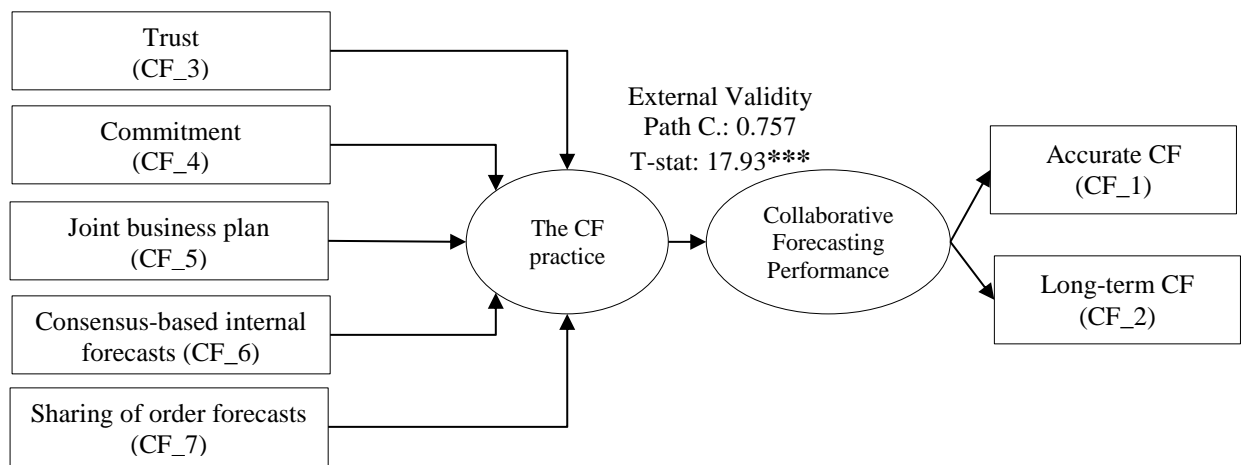 Trust
(CF_3)
Commitment
(CF_4)
Joint business plan
(CF_5)
Consensus-based internal
forecasts (CF_6)
Sharing of order forecasts
(CF_7)
The CF
practice
External Validity
Path C.: 0.757
T-stat: 17.93***
Collaborative
Forecasting
Performance
Accurate CF
(CF_1)
Long-term CF
(CF_2)